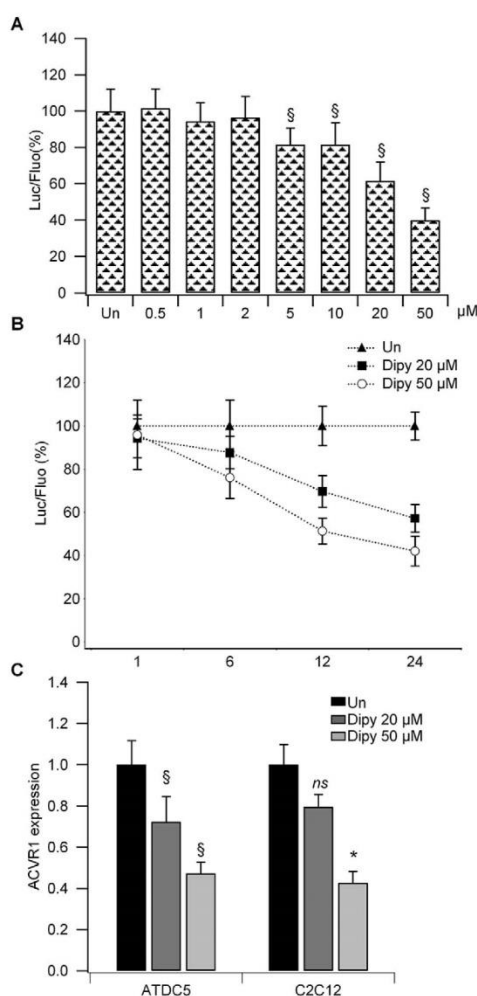 A
Luc/Fluo(%)
140
120
100
80
60
40
20
0
§
§
§
§
Un 0.5 1 2 5 10 20 50 µM
B
Luc/Fluo (%)
140
120
100
80
60
40
20
0
Un
Dipy 20 µM
Dipy 50 µM
1 6 12 24
C
ACVR1 expression
1.4
1.2
1.0
0.8
0.6
0.4
0.2
0.0
Un
Dipy 20 µM
Dipy 50 µM
§
§
ns
*
ATDC5 C2C12